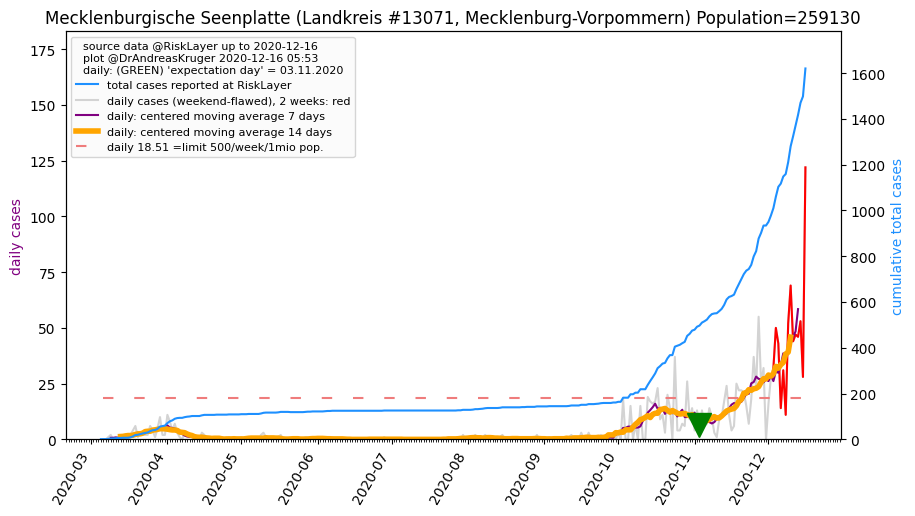 Mecklenburgische Seenplatte (Landkreis #13071, Mecklenburg-Vorpommern) Population=259130
source data @RiskLayer up to 2020-12-16
plot @DrAndreasKruger 2020-12-16 05:53
daily: (GREEN) 'expectation day' = 03.11.2020
total cases reported at RiskLayer
daily cases (weekend-flawed), 2 weeks: red
daily: centered moving average 7 days
daily: centered moving average 14 days
daily 18.51 =limit 500/week/1mio pop.
daily cases
175
150
125
100
75
50
25
0
cumulative total cases
1600
1400
1200
1000
800
600
400
200
0
2020-03
2020-04
2020-05
2020-06
2020-07
2020-08
2020-09
2020-10
2020-11
2020-12